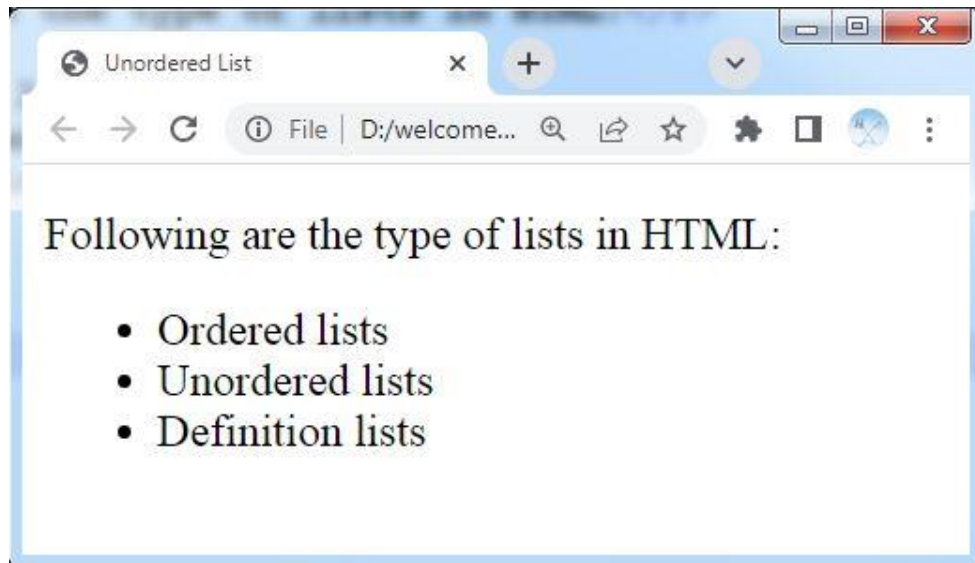 Unordered List
File | D:/welcome...
Following are the type of lists in HTML:
• Ordered lists
• Unordered lists
• Definition lists